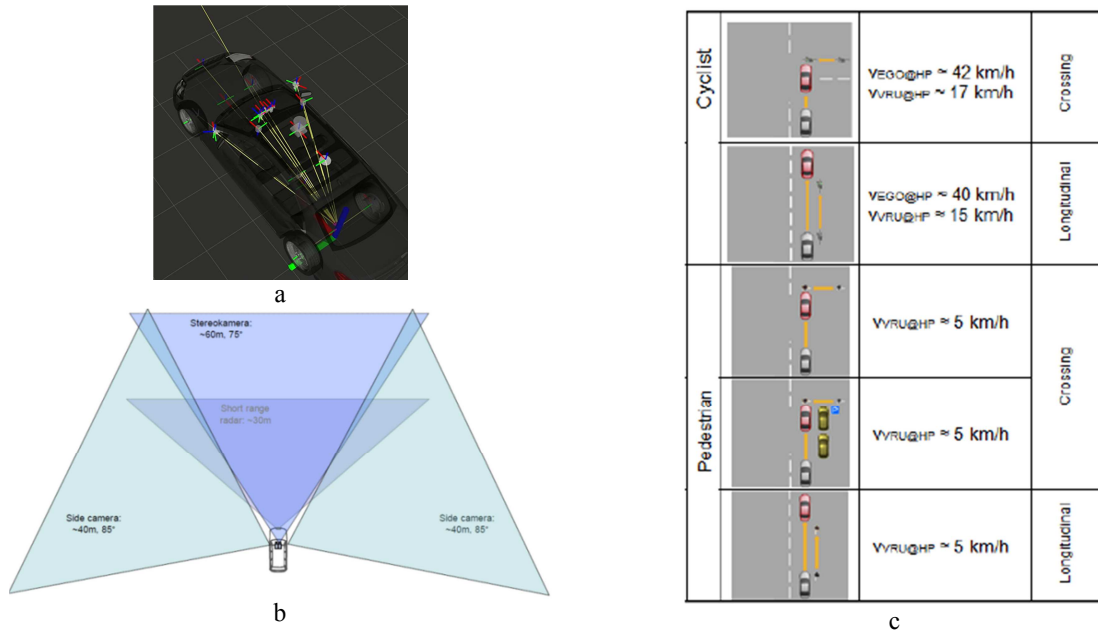 a
Stereokamera:
~60m, 75°
Short range
radar: ~30m
Side camera:
~40m, 85°
Side camera:
~40m, 85°
b
Cyclist
VEGO@HP ≈ 42 km/h
VVRU@HP ≈ 17 km/h
Crossing
VEGO@HP ≈ 40 km/h
VVRU@HP ≈ 15 km/h
Longitudinal
Pedestrian
VVRU@HP ≈ 5 km/h
Crossing
VVRU@HP ≈ 5 km/h
VVRU@HP ≈ 5 km/h
Longitudinal
c